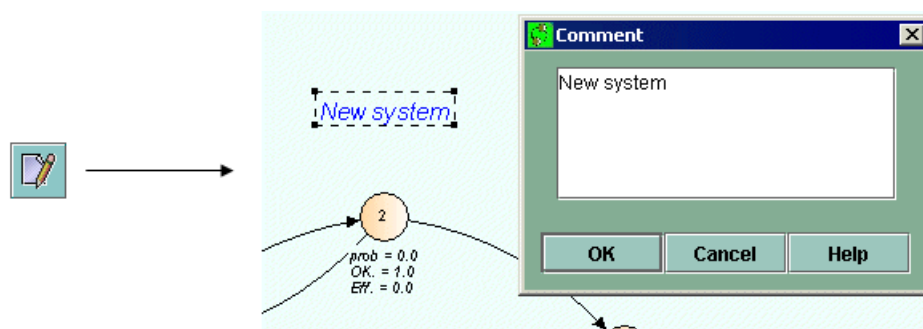 Comment
New system
New system
2
prob = 0.0
OK. = 1.0
Eff. = 0.0
OK Cancel Help